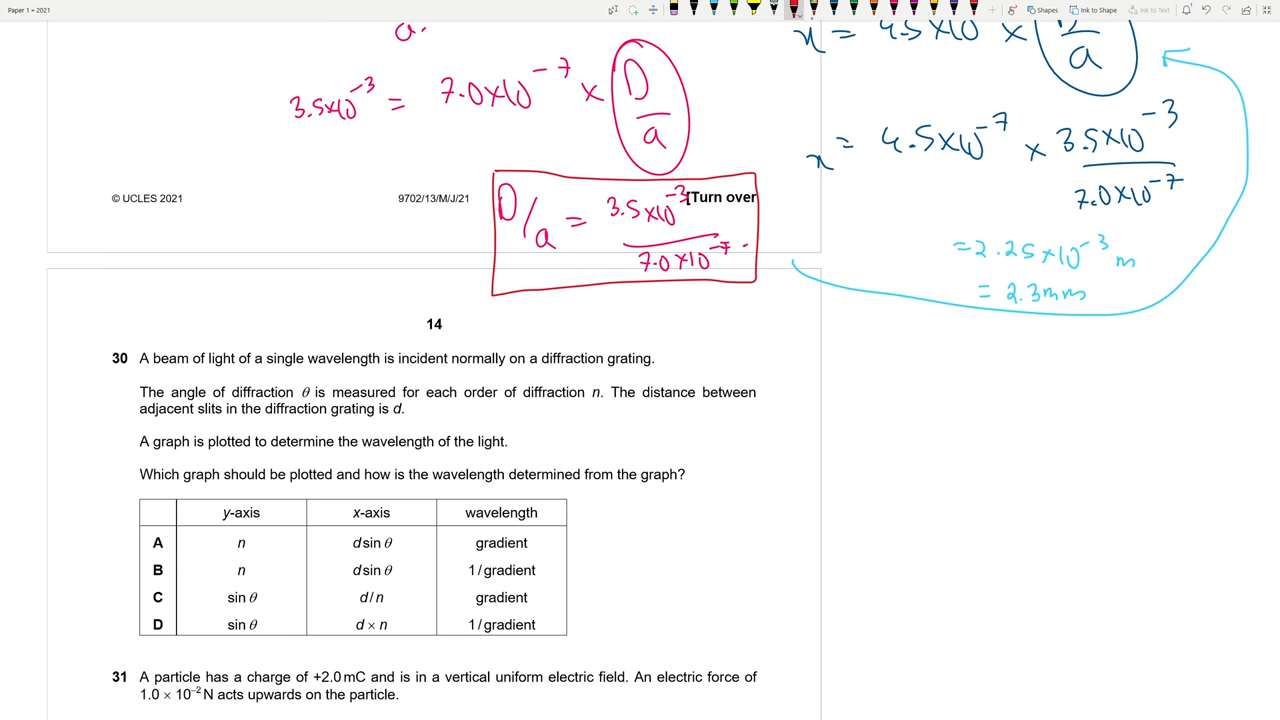 Paper 1 + 2021
Shapes
Ink to Shape
Ink to Text
a.
3.5×10⁻³ = 7.0×10⁻⁷ × D/a
x = 4.5×10 × D/a
x = 4.5×10⁻⁷ × 3.5×10⁻³ / 7.0×10⁻⁷
© UCLES 2021
9702/13/M/J/21
[Turn over
D/a = 3.5×10⁻³ / 7.0×10⁻⁷.
= 2.25×10⁻³ m
= 2.3mm
14
30 A beam of light of a single wavelength is incident normally on a diffraction grating.
The angle of diffraction θ is measured for each order of diffraction n. The distance between
adjacent slits in the diffraction grating is d.
A graph is plotted to determine the wavelength of the light.
Which graph should be plotted and how is the wavelength determined from the graph?
y-axis x-axis wavelength
A n d sin θ gradient
B n d sin θ 1 / gradient
C sin θ d / n gradient
D sin θ d × n 1 / gradient
31 A particle has a charge of +2.0 mC and is in a vertical uniform electric field. An electric force of
1.0 × 10⁻² N acts upwards on the particle.